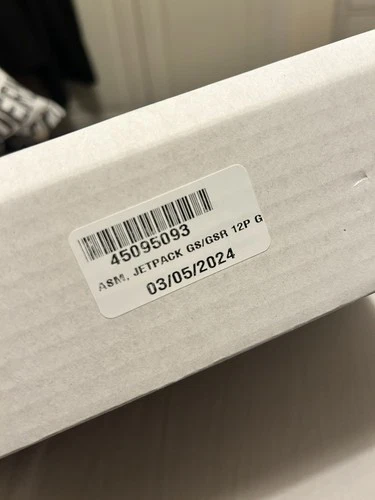 45095093
ASM, JETPACK GS/GSR 12P G
03/05/2024